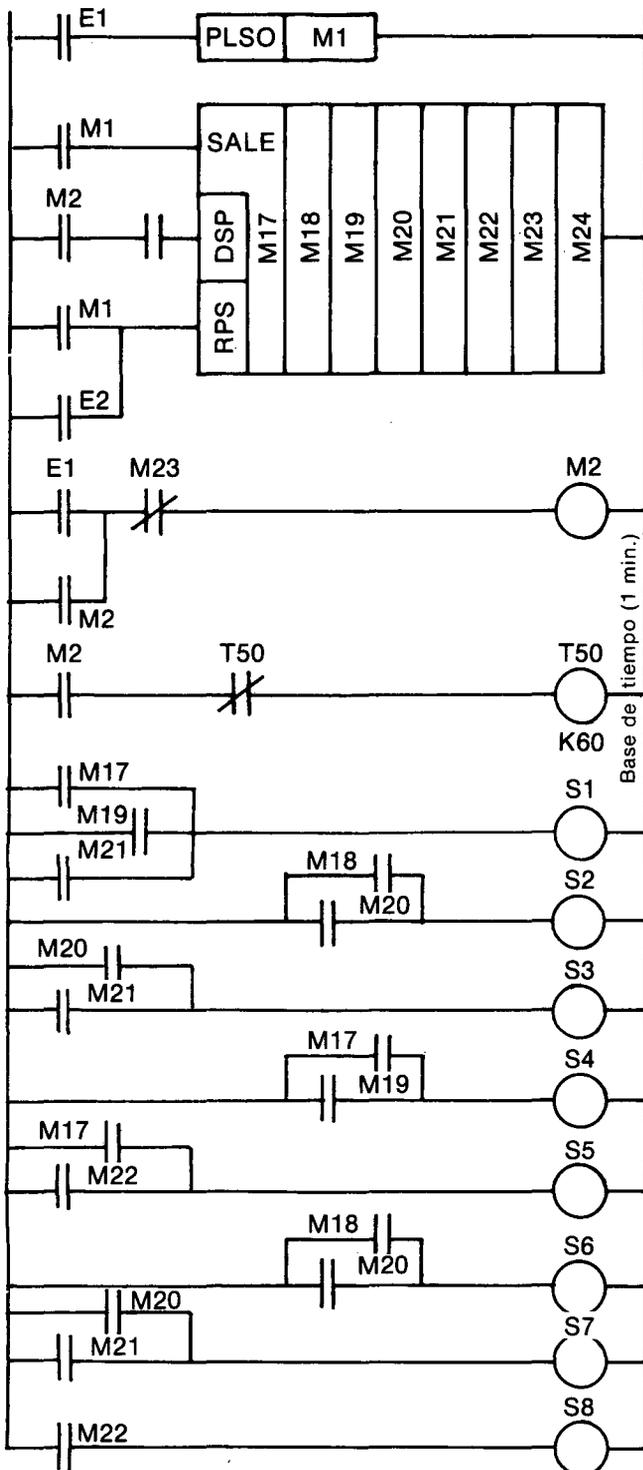 E1
PLSO M1
M1
SALE
M2
DSP
M17 M18 M19 M20 M21 M22 M23 M24
M1
RPS
E2
E1 M23 M2
M2
Base de tiempo (1 min.)
M2 T50 T50
K60
M17
M19 S1
M21
M18
M20 S2
M20
M21 S3
M17
M19 S4
M17
M22 S5
M18
M20 S6
M20
M21 S7
M22 S8